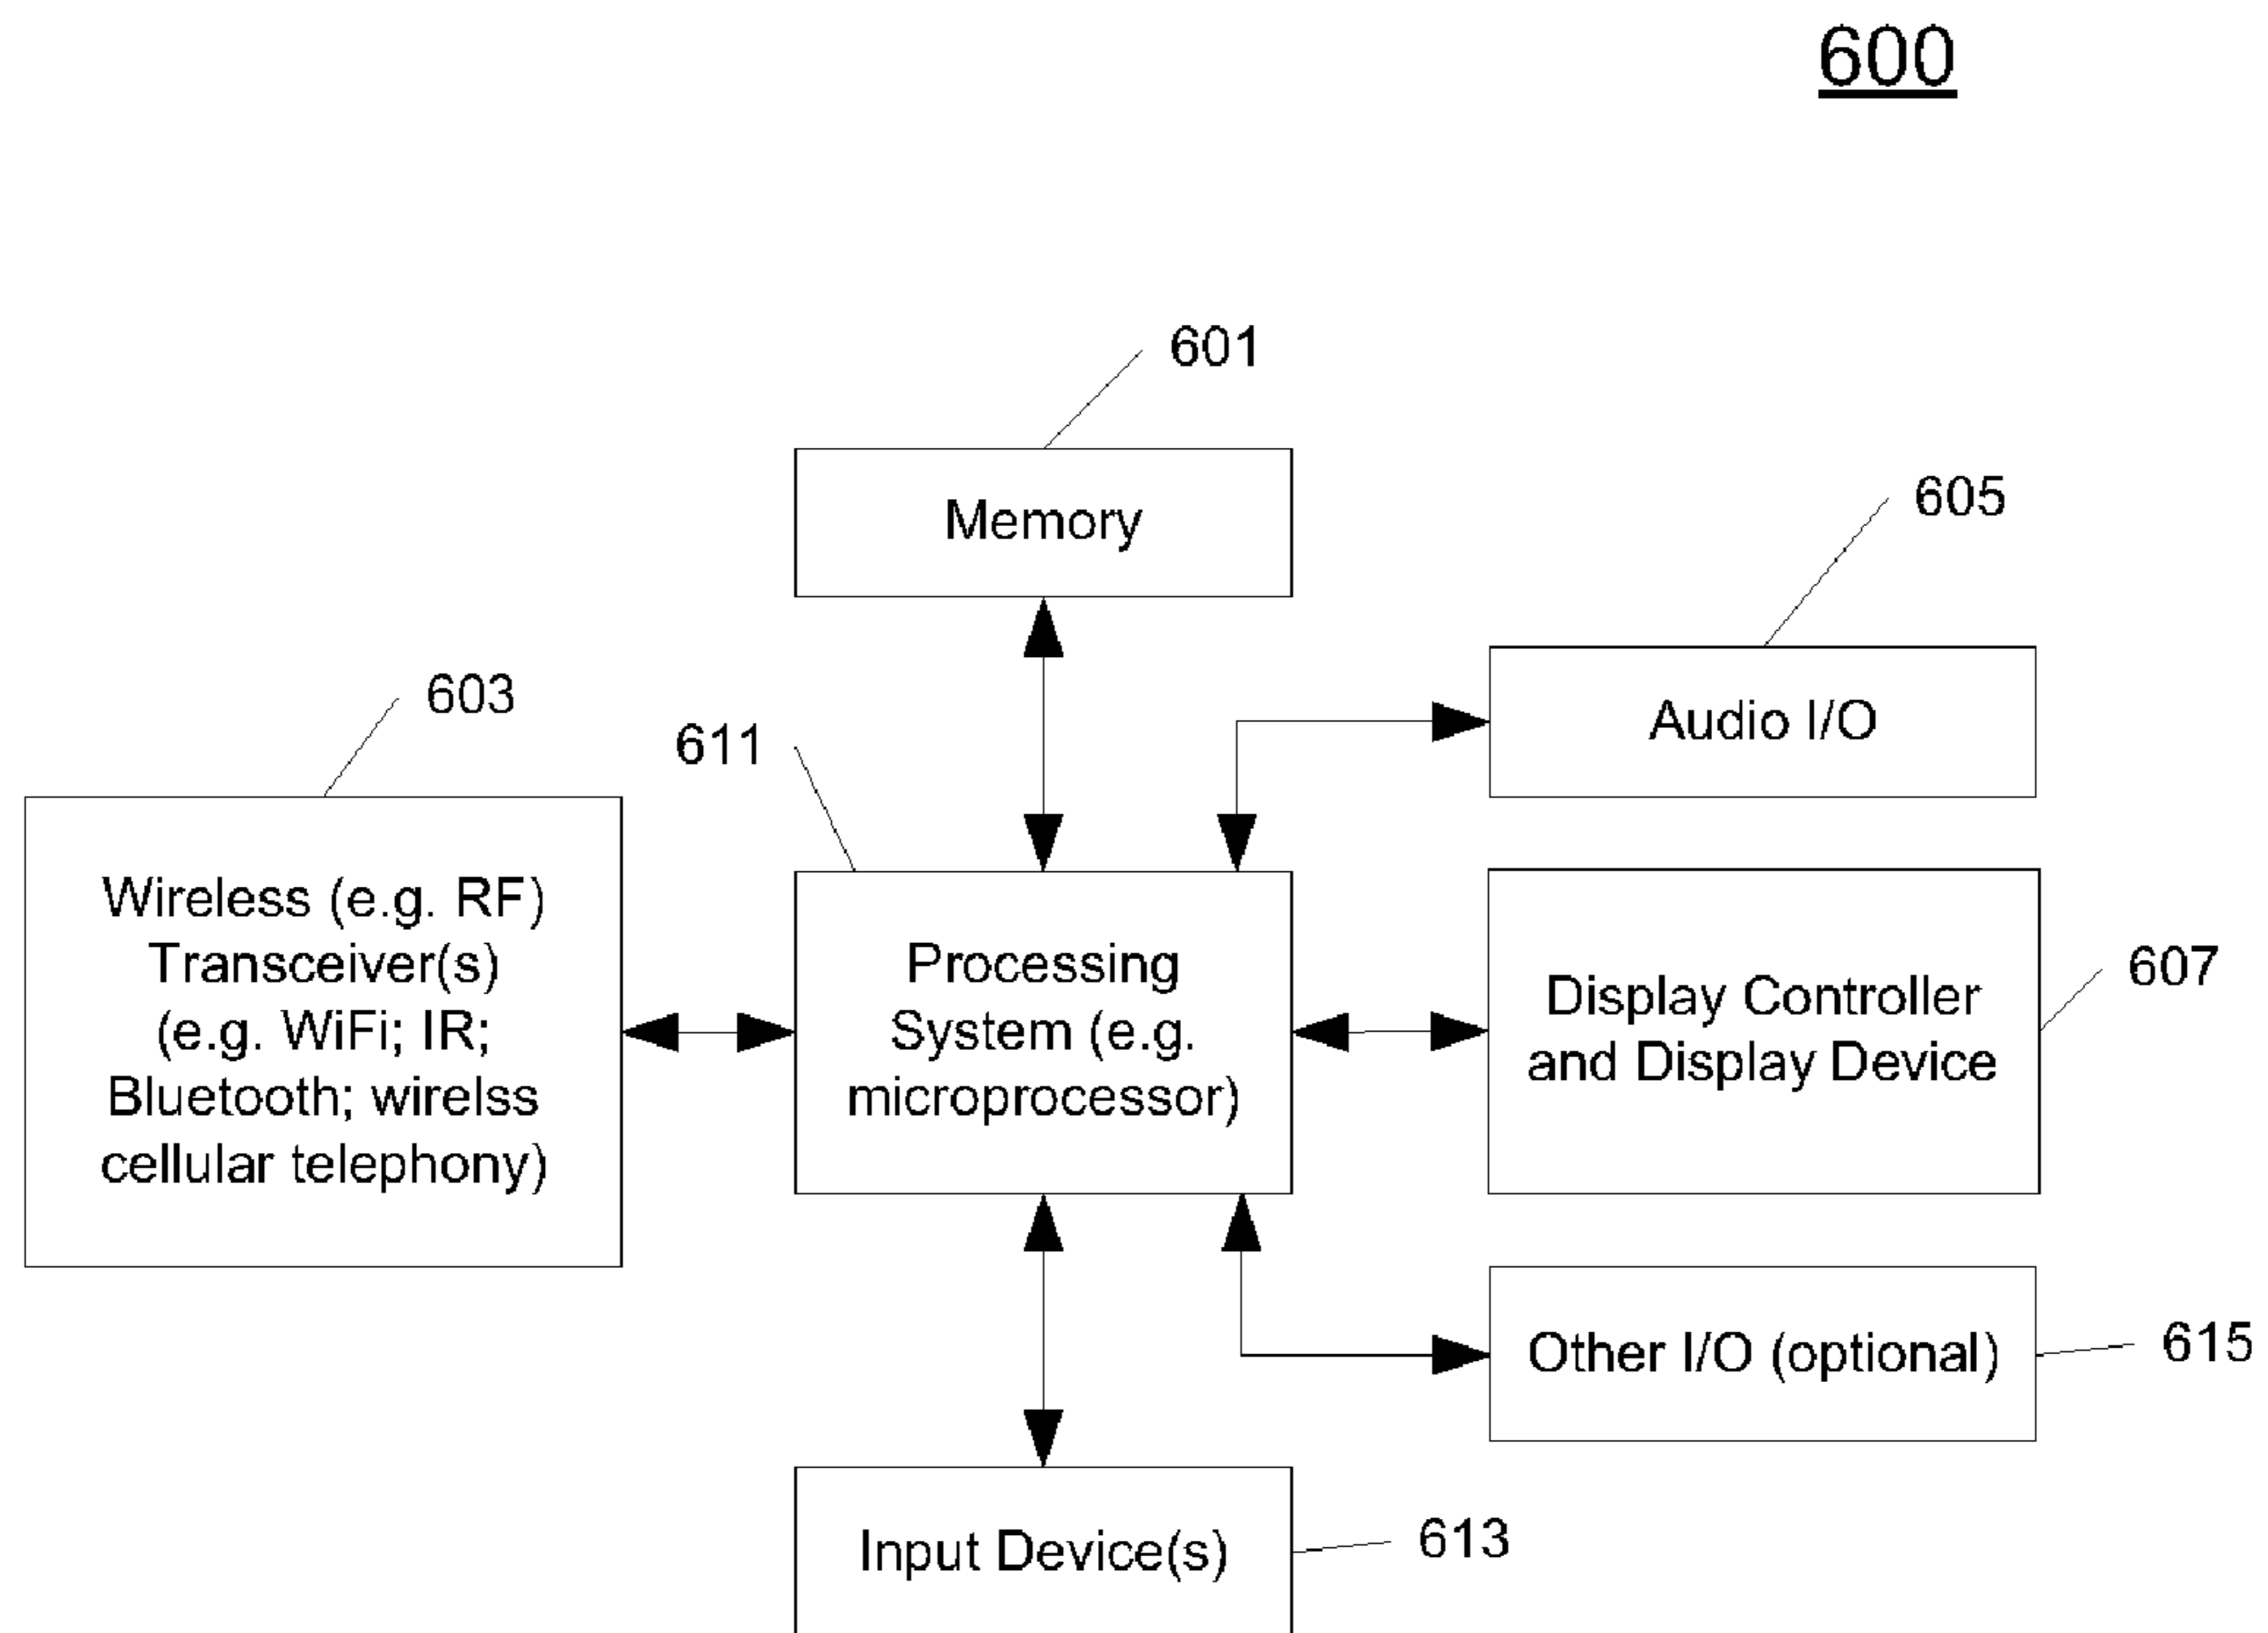 600
601
Memory
605
Audio I/O
603
611
Wireless (e.g. RF)
Transceiver(s)
(e.g. WiFi; IR;
Bluetooth; wirelss
cellular telephony)
Processing
System (e.g.
microprocessor)
Display Controller
and Display Device
607
Other I/O (optional)
615
Input Device(s)
613